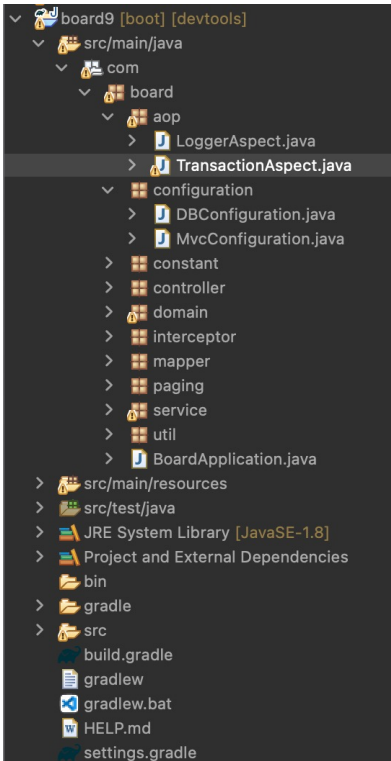 board9 [boot] [devtools]
src/main/java
com
board
aop
LoggerAspect.java
TransactionAspect.java
configuration
DBConfiguration.java
MvcConfiguration.java
constant
controller
domain
interceptor
mapper
paging
service
util
BoardApplication.java
src/main/resources
src/test/java
JRE System Library [JavaSE-1.8]
Project and External Dependencies
bin
gradle
src
build.gradle
gradlew
gradlew.bat
HELP.md
settings.gradle